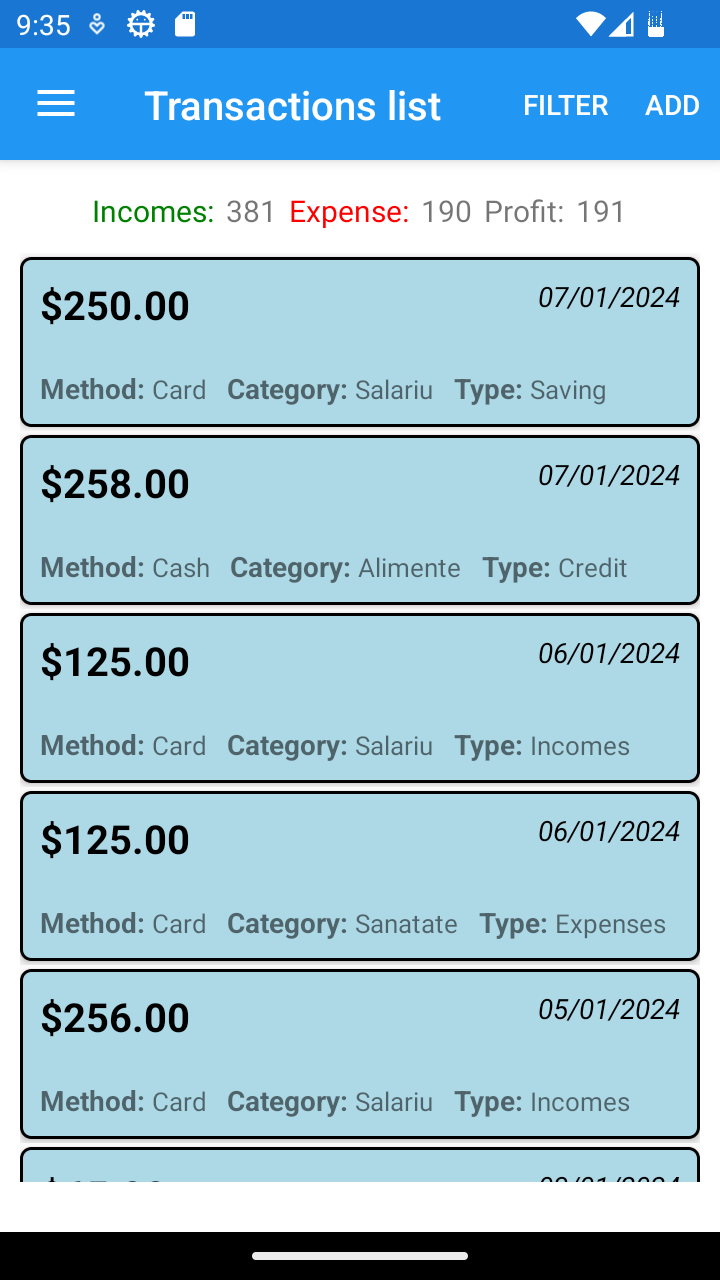 9:35
Transactions list FILTER ADD
Incomes: 381 Expense: 190 Profit: 191
$250.00 07/01/2024
Method: Card Category: Salariu Type: Saving
$258.00 07/01/2024
Method: Cash Category: Alimente Type: Credit
$125.00 06/01/2024
Method: Card Category: Salariu Type: Incomes
$125.00 06/01/2024
Method: Card Category: Sanatate Type: Expenses
$256.00 05/01/2024
Method: Card Category: Salariu Type: Incomes